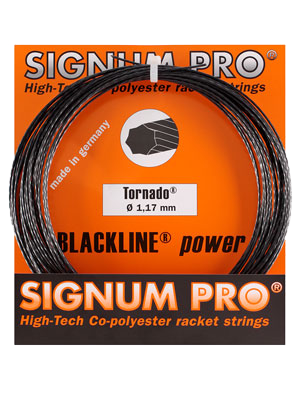 SIGNUM PRO®
High-Tech Co-polyester racket strings
made in germany
Tornado®
Ø 1,17 mm
BLACKLINE® power
SIGNUM PRO®
High-Tech Co-polyester racket strings